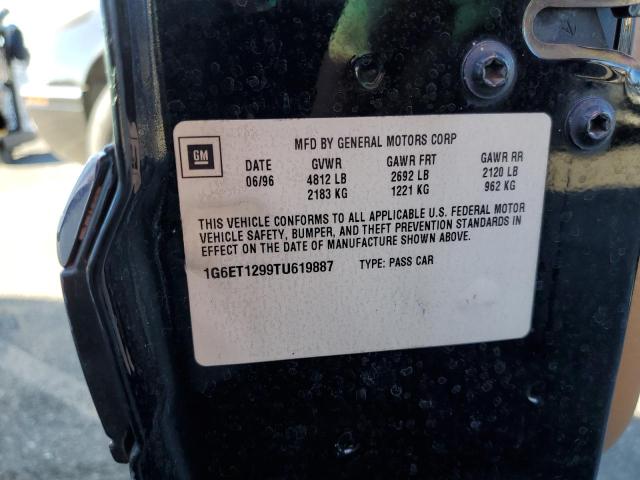 GM
MFD BY GENERAL MOTORS CORP
DATE GVWR GAWR FRT GAWR RR
06/96 4812 LB 2692 LB 2120 LB
2183 KG 1221 KG 962 KG
THIS VEHICLE CONFORMS TO ALL APPLICABLE U.S. FEDERAL MOTOR
VEHICLE SAFETY, BUMPER, AND THEFT PREVENTION STANDARDS IN
EFFECT ON THE DATE OF MANUFACTURE SHOWN ABOVE.
1G6ET1299TU619887 TYPE: PASS CAR